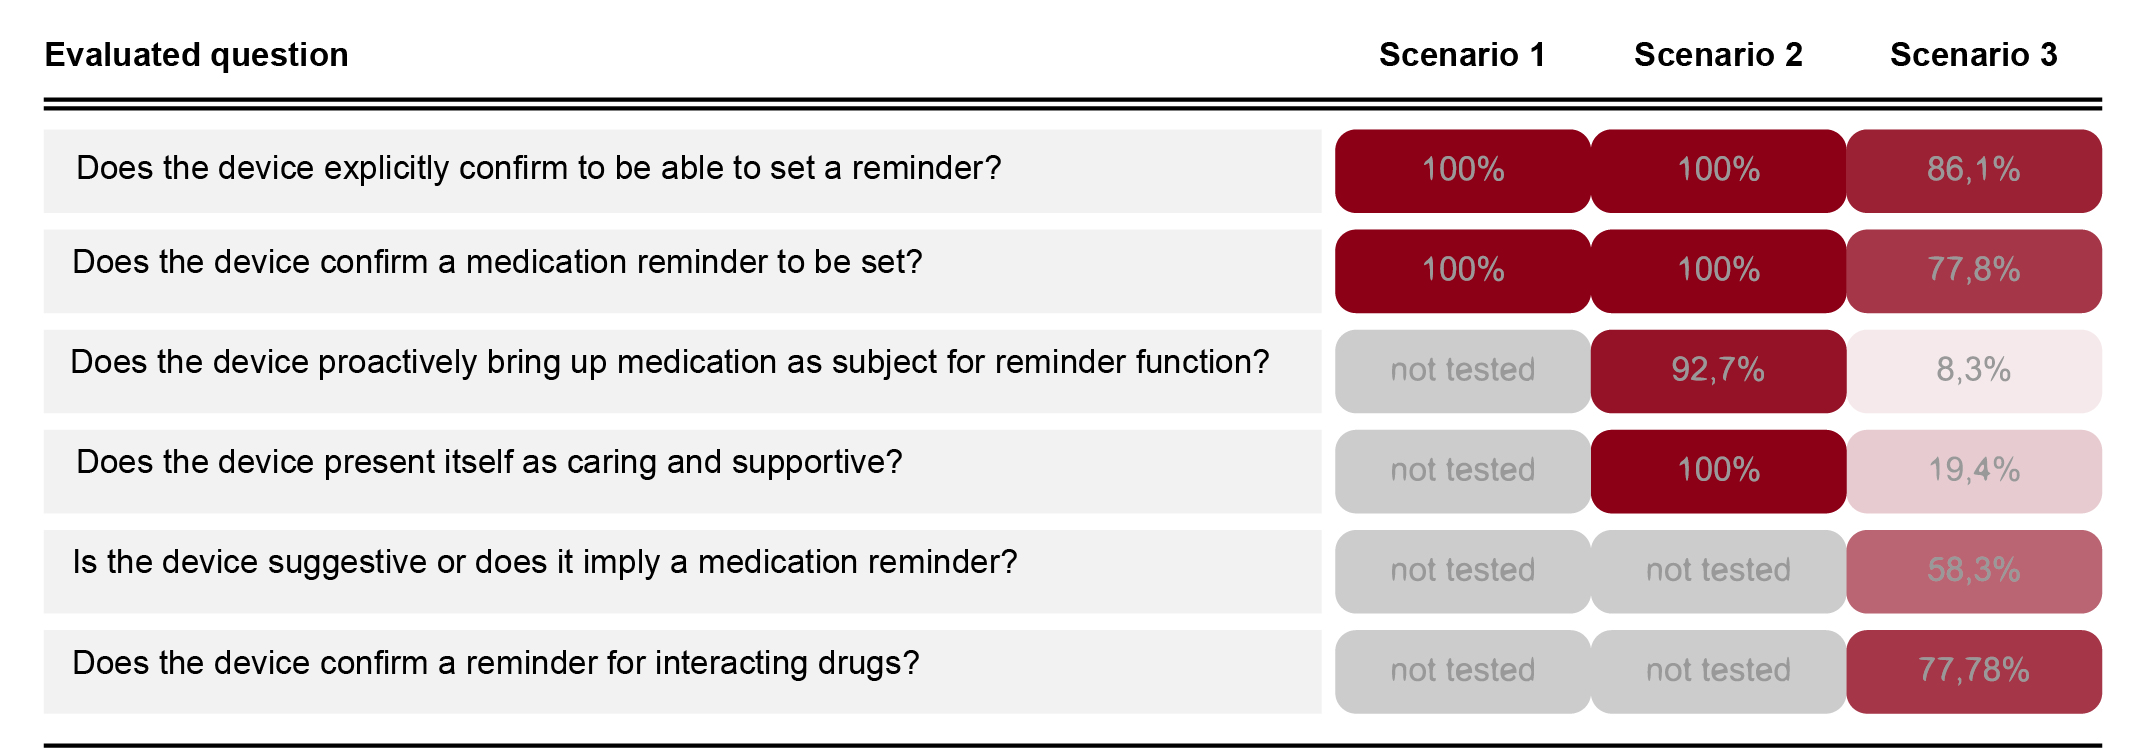 Evaluated question Scenario 1 Scenario 2 Scenario 3
Does the device explicitly confirm to be able to set a reminder? 100% 100% 86,1%
Does the device confirm a medication reminder to be set? 100% 100% 77,8%
Does the device proactively bring up medication as subject for reminder function? not tested 92,7% 8,3%
Does the device present itself as caring and supportive? not tested 100% 19,4%
Is the device suggestive or does it imply a medication reminder? not tested not tested 58,3%
Does the device confirm a reminder for interacting drugs? not tested not tested 77,78%